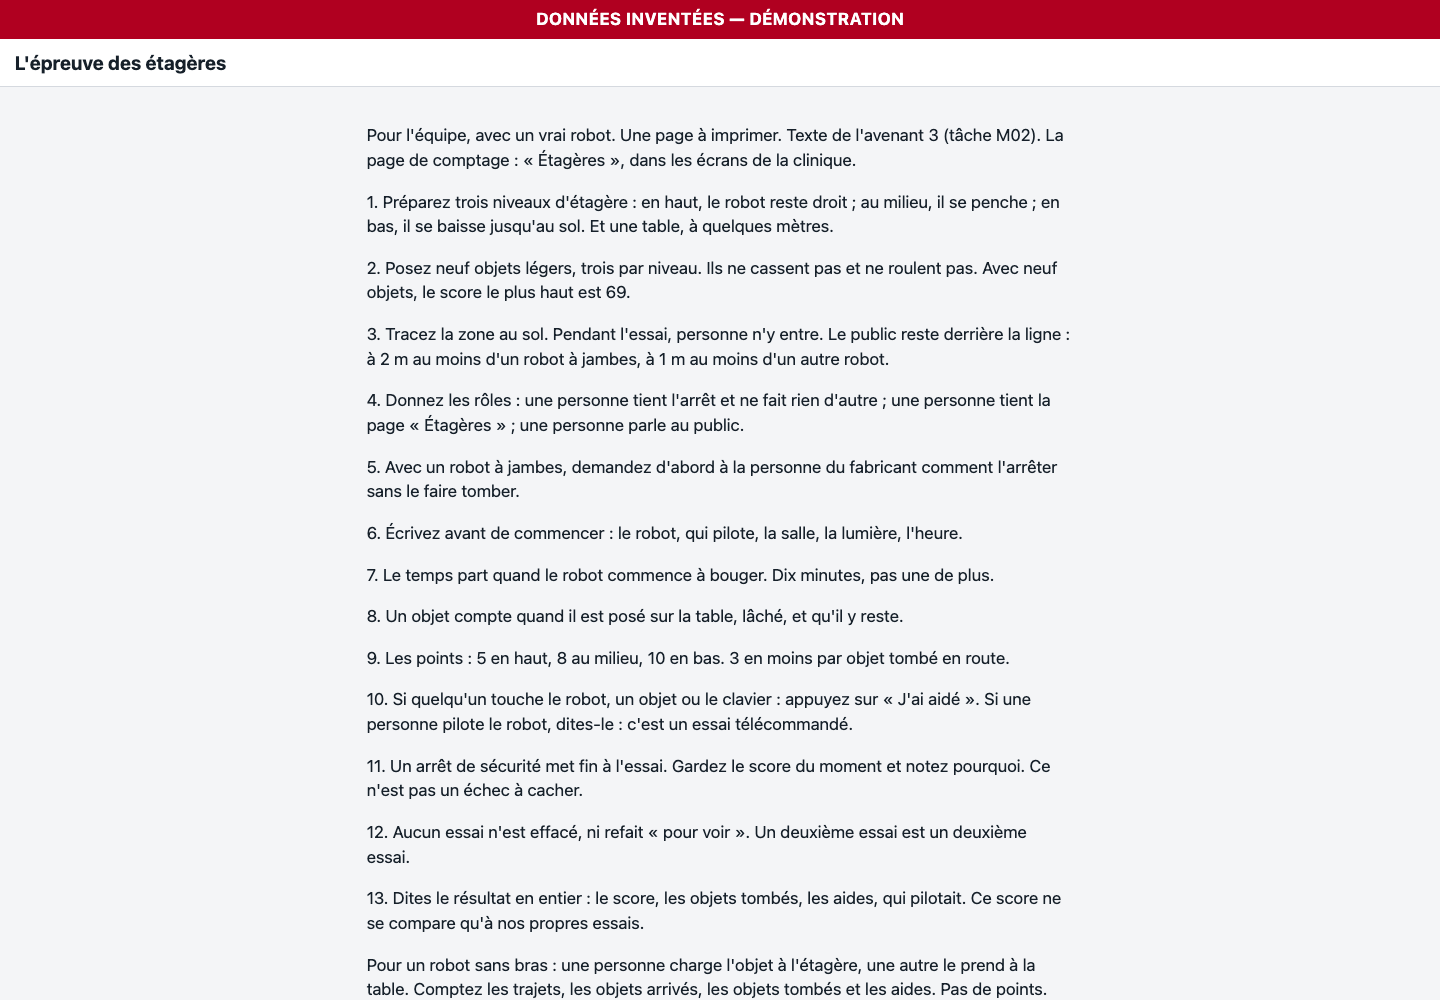 DONNÉES INVENTÉES — DÉMONSTRATION
L'épreuve des étagères
Pour l'équipe, avec un vrai robot. Une page à imprimer. Texte de l'avenant 3 (tâche M02). La
page de comptage : « Étagères », dans les écrans de la clinique.
1. Préparez trois niveaux d'étagère : en haut, le robot reste droit ; au milieu, il se penche ; en
bas, il se baisse jusqu'au sol. Et une table, à quelques mètres.
2. Posez neuf objets légers, trois par niveau. Ils ne cassent pas et ne roulent pas. Avec neuf
objets, le score le plus haut est 69.
3. Tracez la zone au sol. Pendant l'essai, personne n'y entre. Le public reste derrière la ligne :
à 2 m au moins d'un robot à jambes, à 1 m au moins d'un autre robot.
4. Donnez les rôles : une personne tient l'arrêt et ne fait rien d'autre ; une personne tient la
page « Étagères » ; une personne parle au public.
5. Avec un robot à jambes, demandez d'abord à la personne du fabricant comment l'arrêter
sans le faire tomber.
6. Écrivez avant de commencer : le robot, qui pilote, la salle, la lumière, l'heure.
7. Le temps part quand le robot commence à bouger. Dix minutes, pas une de plus.
8. Un objet compte quand il est posé sur la table, lâché, et qu'il y reste.
9. Les points : 5 en haut, 8 au milieu, 10 en bas. 3 en moins par objet tombé en route.
10. Si quelqu'un touche le robot, un objet ou le clavier : appuyez sur « J'ai aidé ». Si une
personne pilote le robot, dites-le : c'est un essai télécommandé.
11. Un arrêt de sécurité met fin à l'essai. Gardez le score du moment et notez pourquoi. Ce
n'est pas un échec à cacher.
12. Aucun essai n'est effacé, ni refait « pour voir ». Un deuxième essai est un deuxième
essai.
13. Dites le résultat en entier : le score, les objets tombés, les aides, qui pilotait. Ce score ne
se compare qu'à nos propres essais.
Pour un robot sans bras : une personne charge l'objet à l'étagère, une autre le prend à la
table. Comptez les trajets, les objets arrivés, les objets tombés et les aides. Pas de points.